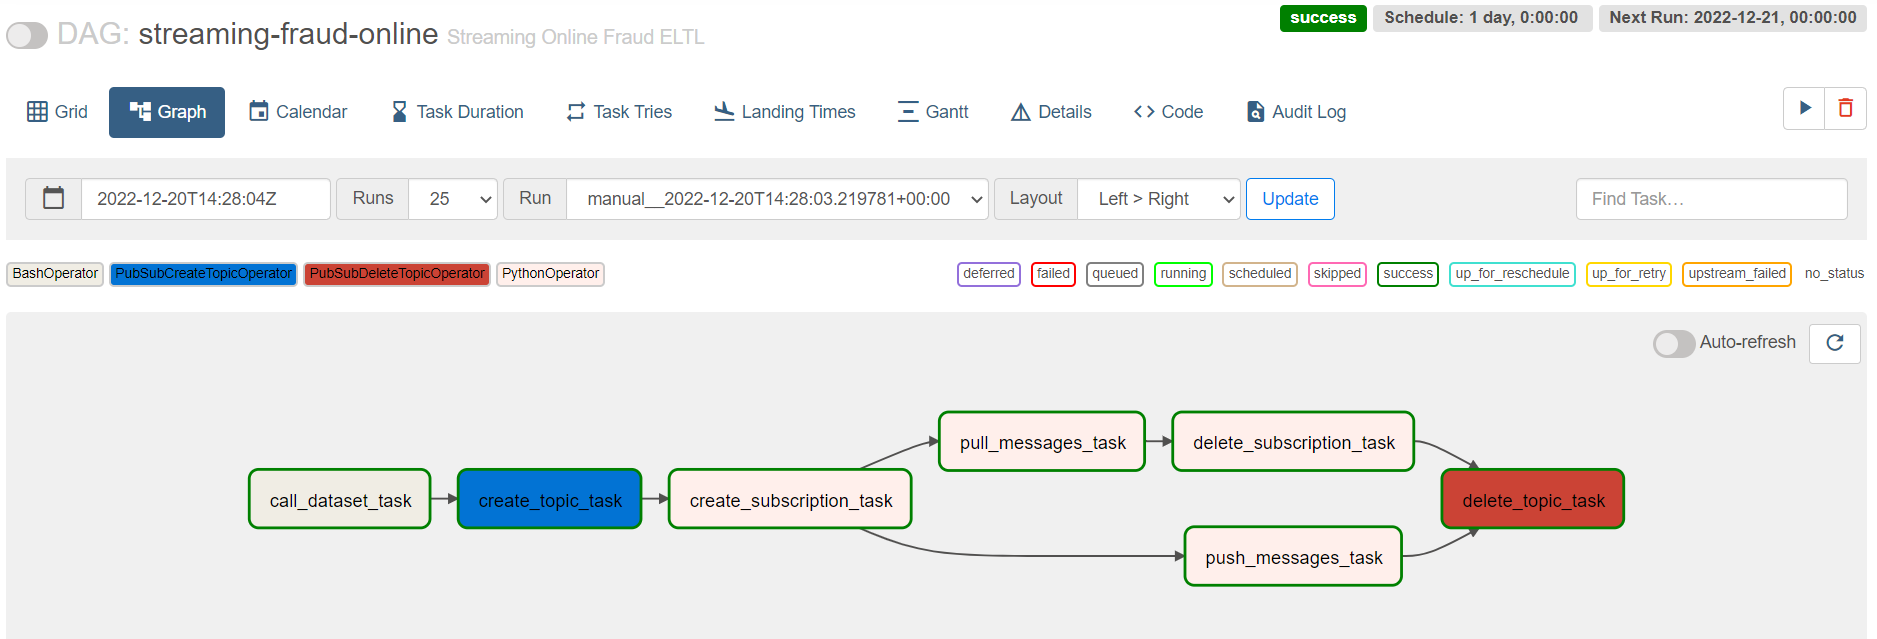 DAG: streaming-fraud-online Streaming Online Fraud ELTL
success Schedule: 1 day, 0:00:00 Next Run: 2022-12-21, 00:00:00
Grid Graph Calendar Task Duration Task Tries Landing Times Gantt Details Code Audit Log
2022-12-20T14:28:04Z Runs 25 Run manual__2022-12-20T14:28:03.219781+00:00 Layout Left > Right Update Find Task…
BashOperator PubSubCreateTopicOperator PubSubDeleteTopicOperator PythonOperator deferred failed queued running scheduled skipped success up_for_reschedule up_for_retry upstream_failed no_status
Auto-refresh
pull_messages_task delete_subscription_task
call_dataset_task create_topic_task create_subscription_task delete_topic_task
push_messages_task